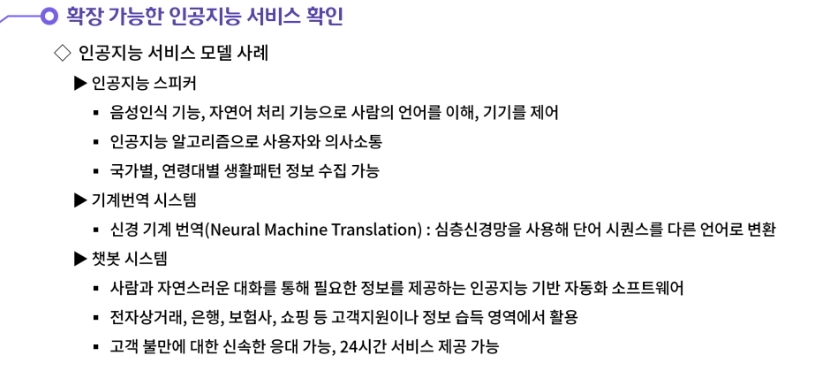 확장 가능한 인공지능 서비스 확인
◇ 인공지능 서비스 모델 사례
▶ 인공지능 스피커
▪ 음성인식 기능, 자연어 처리 기능으로 사람의 언어를 이해, 기기를 제어
▪ 인공지능 알고리즘으로 사용자와 의사소통
▪ 국가별, 연령대별 생활패턴 정보 수집 가능
▶ 기계번역 시스템
▪ 신경 기계 번역(Neural Machine Translation) : 심층신경망을 사용해 단어 시퀀스를 다른 언어로 변환
▶ 챗봇 시스템
▪ 사람과 자연스러운 대화를 통해 필요한 정보를 제공하는 인공지능 기반 자동화 소프트웨어
▪ 전자상거래, 은행, 보험사, 쇼핑 등 고객지원이나 정보 습득 영역에서 활용
▪ 고객 불만에 대한 신속한 응대 가능, 24시간 서비스 제공 가능